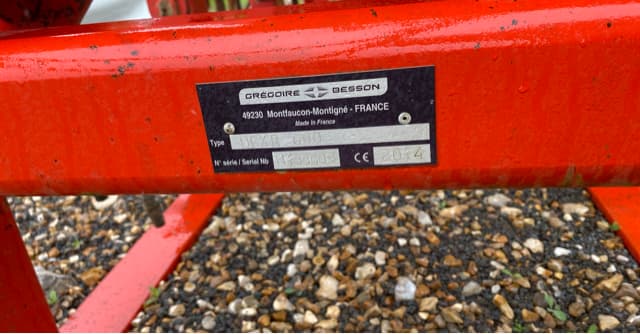 GRÉGOIRE BESSON
49230 Montfaucon-Montigné - FRANCE
Made in France
Type
N° série / Serial Nb CE 2014